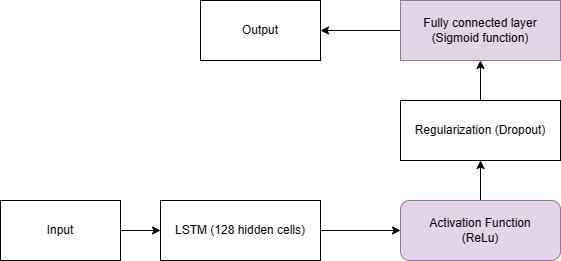 Input
LSTM (128 hidden cells)
Activation Function
(ReLu)
Regularization (Dropout)
Fully connected layer
(Sigmoid function)
Output